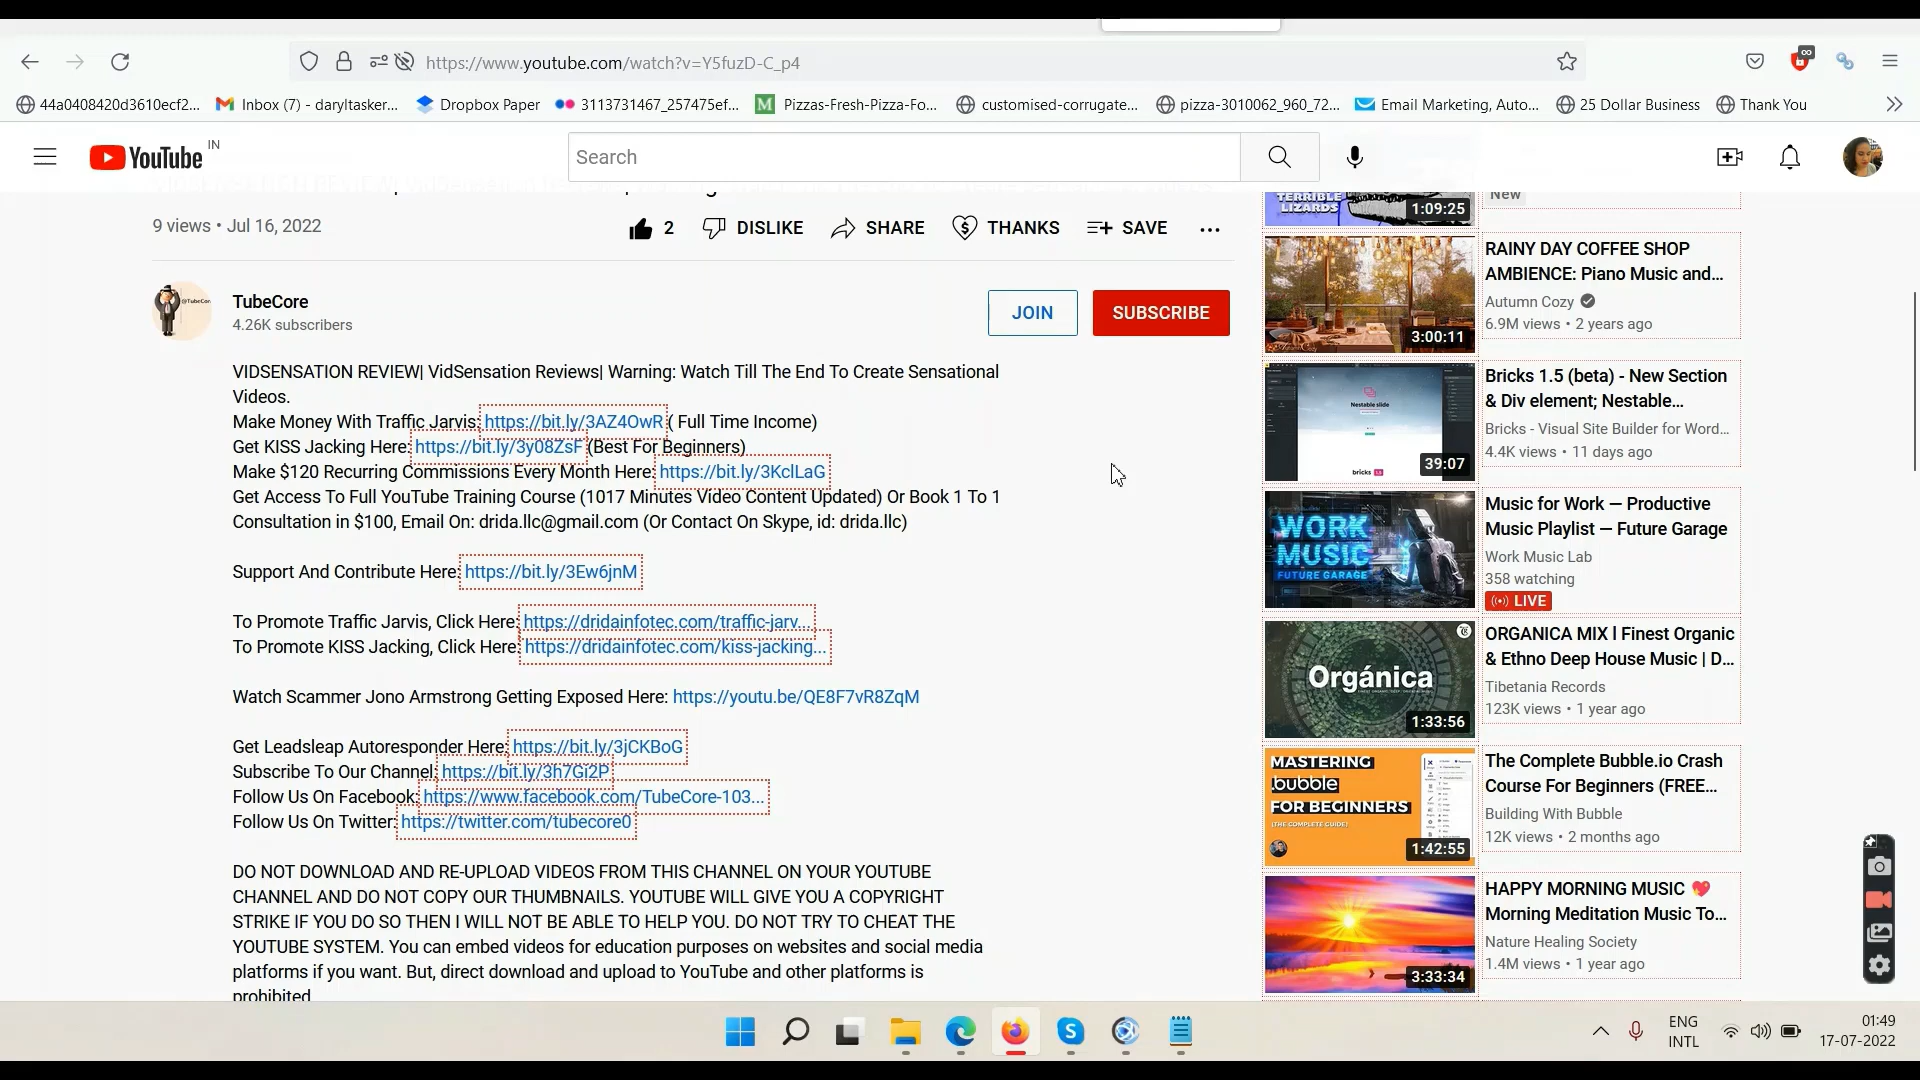 https://www.youtube.com/watch?v=Y5fuzD-C_p4
44a0408420d3610ecf2...
Inbox (7) - daryltasker...
Dropbox Paper
3113731467_257475ef...
Pizzas-Fresh-Pizza-Fo...
customised-corrugate...
pizza-3010062_960_72...
Email Marketing, Auto...
25 Dollar Business
Thank You
YouTube IN
Search
9 views • Jul 16, 2022
2
DISLIKE
SHARE
THANKS
SAVE
TubeCore
4.26K subscribers
JOIN
SUBSCRIBE
VIDSENSATION REVIEW| VidSensation Reviews| Warning: Watch Till The End To Create Sensational
Videos.
Make Money With Traffic Jarvis: https://bit.ly/3AZ4OwR ( Full Time Income)
Get KISS Jacking Here: https://bit.ly/3y08ZsF (Best For Beginners)
Make $120 Recurring Commissions Every Month Here: https://bit.ly/3KclLaG
Get Access To Full YouTube Training Course (1017 Minutes Video Content Updated) Or Book 1 To 1
Consultation in $100, Email On: drida.llc@gmail.com (Or Contact On Skype, id: drida.llc)
Support And Contribute Here: https://bit.ly/3Ew6jnM
To Promote Traffic Jarvis, Click Here: https://dridainfotec.com/traffic-jarv...
To Promote KISS Jacking, Click Here: https://dridainfotec.com/kiss-jacking...
Watch Scammer Jono Armstrong Getting Exposed Here: https://youtu.be/QE8F7vR8ZqM
Get Leadsleap Autoresponder Here: https://bit.ly/3jCKBoG
Subscribe To Our Channel: https://bit.ly/3h7Gi2P
Follow Us On Facebook: https://www.facebook.com/TubeCore-103...
Follow Us On Twitter: https://twitter.com/tubecore0
DO NOT DOWNLOAD AND RE-UPLOAD VIDEOS FROM THIS CHANNEL ON YOUR YOUTUBE
CHANNEL AND DO NOT COPY OUR THUMBNAILS. YOUTUBE WILL GIVE YOU A COPYRIGHT
STRIKE IF YOU DO SO THEN I WILL NOT BE ABLE TO HELP YOU. DO NOT TRY TO CHEAT THE
YOUTUBE SYSTEM. You can embed videos for education purposes on websites and social media
platforms if you want. But, direct download and upload to YouTube and other platforms is
prohibited
TERRIBLE
LIZARDS
1:09:25
New
3:00:11
RAINY DAY COFFEE SHOP
AMBIENCE: Piano Music and...
Autumn Cozy
6.9M views • 2 years ago
Nestable slide
bricks 1.5
39:07
Bricks 1.5 (beta) - New Section
& Div element; Nestable...
Bricks - Visual Site Builder for Word...
4.4K views • 11 days ago
WORK
MUSIC
FUTURE GARAGE
Music for Work — Productive
Music Playlist — Future Garage
Work Music Lab
358 watching
LIVE
Orgánica
1:33:56
ORGANICA MIX l Finest Organic
& Ethno Deep House Music | D...
Tibetania Records
123K views • 1 year ago
MASTERING
.bubble
FOR BEGINNERS
(THE COMPLETE GUIDE)
1:42:55
The Complete Bubble.io Crash
Course For Beginners (FREE...
Building With Bubble
12K views • 2 months ago
3:33:34
HAPPY MORNING MUSIC 💖
Morning Meditation Music To...
Nature Healing Society
1.4M views • 1 year ago
ENG
INTL
01:49
17-07-2022